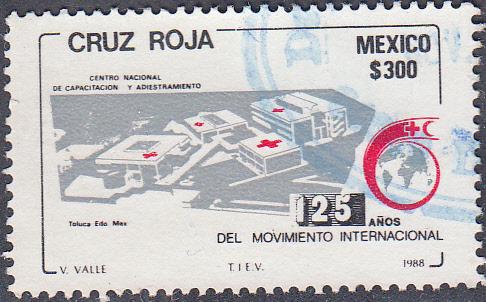 CRUZ ROJA
MEXICO
$300
CENTRO NACIONAL
DE CAPACITACION Y ADIESTRAMIENTO
Toluca Edo Mex
125 AÑOS
DEL MOVIMIENTO INTERNACIONAL
V. VALLE
T.I.E.V.
1988